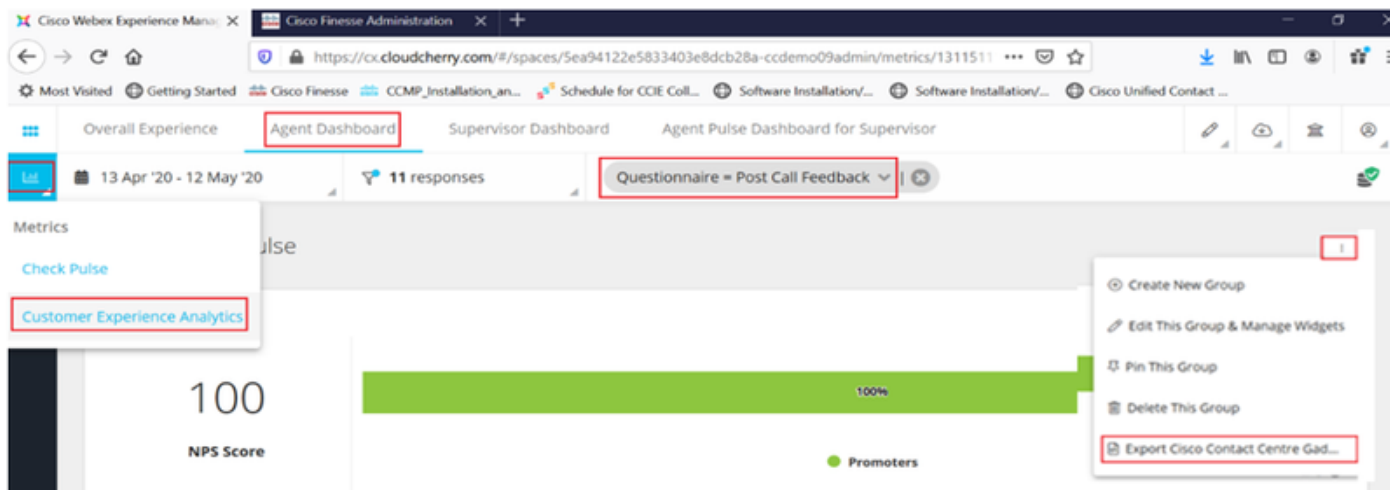 Cisco Webex Experience Manag
Cisco Finesse Administration
https://cx.cloudcherry.com/#/spaces/5ea94122e5833403e8dcb28a-ccdemo09admin/metrics/1311511
Most Visited
Getting Started
Cisco Finesse
CCMP_Installation_an...
Schedule for CCIE Coll...
Software Installation/...
Software Installation/...
Cisco Unified Contact ...
Overall Experience
Agent Dashboard
Supervisor Dashboard
Agent Pulse Dashboard for Supervisor
13 Apr '20 - 12 May '20
11 responses
Questionnaire = Post Call Feedback
Metrics
Check Pulse
Customer Experience Analytics
ulse
Create New Group
Edit This Group & Manage Widgets
Pin This Group
Delete This Group
Export Cisco Contact Centre Gad...
100
NPS Score
100%
Promoters